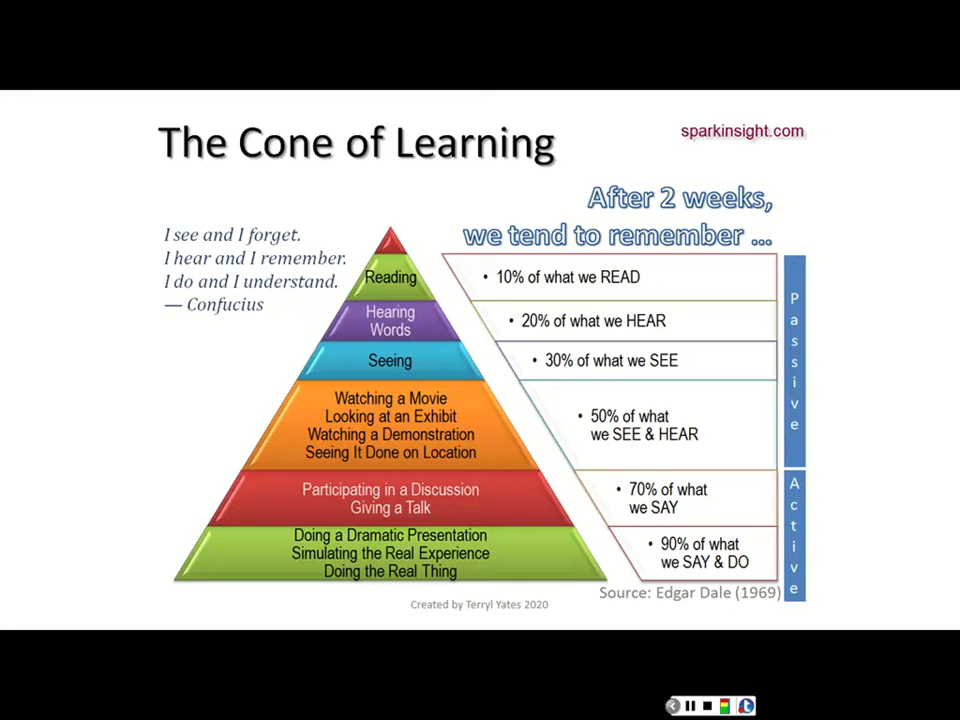 The Cone of Learning
sparkinsight.com
After 2 weeks,
we tend to remember ...
I see and I forget.
I hear and I remember.
I do and I understand.
— Confucius
Reading
• 10% of what we READ
Hearing
Words
• 20% of what we HEAR
Seeing
• 30% of what we SEE
Watching a Movie
Looking at an Exhibit
Watching a Demonstration
Seeing It Done on Location
• 50% of what
we SEE & HEAR
Passive
Participating in a Discussion
Giving a Talk
• 70% of what
we SAY
Doing a Dramatic Presentation
Simulating the Real Experience
Doing the Real Thing
• 90% of what
we SAY & DO
Active
Source: Edgar Dale (1969)
Created by Terryl Yates 2020